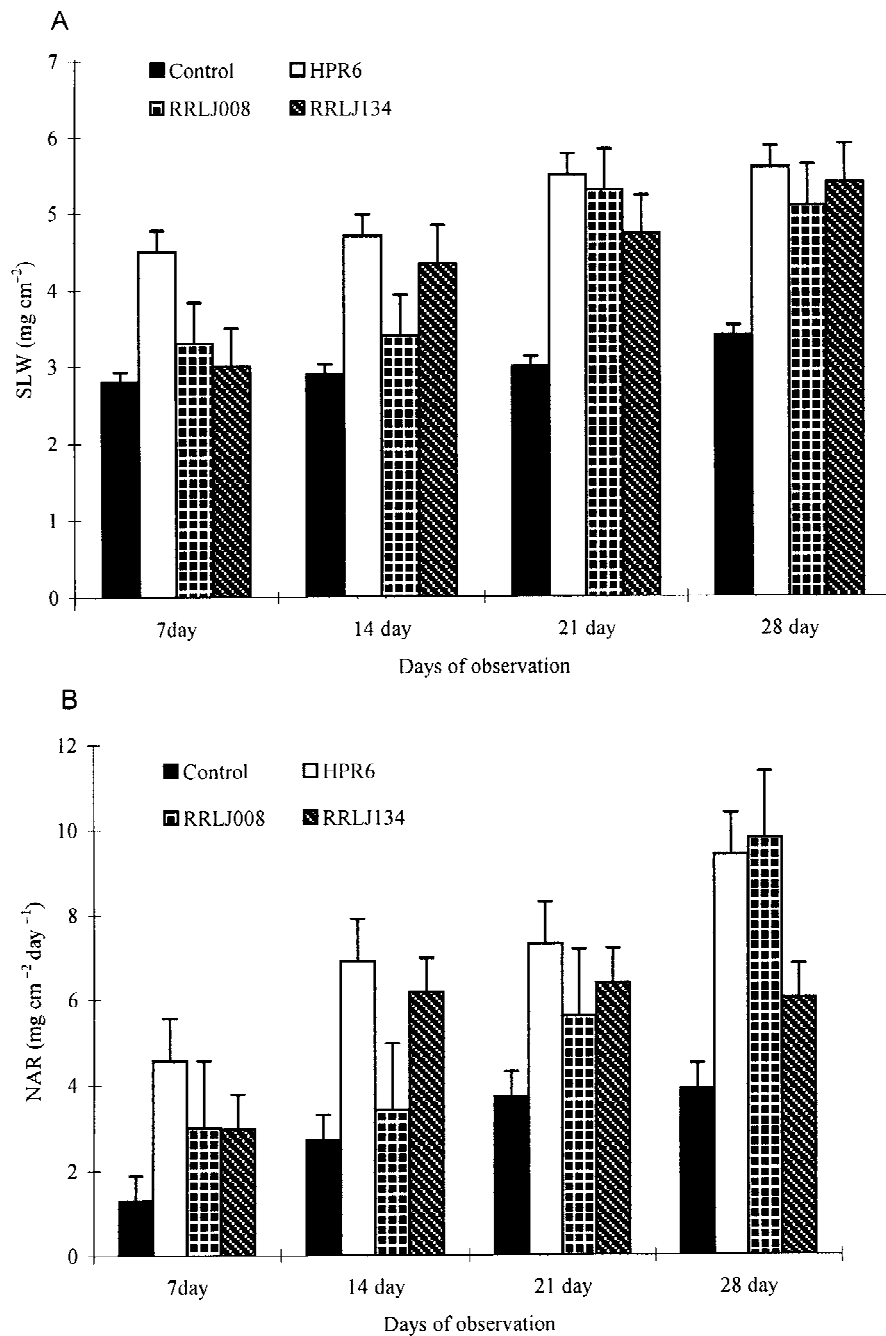 A
7
Control HPR6
RRLJ008 RRLJ134
6
5
4
3
2
1
0
SLW (mg cm⁻²)
7day 14 day 21 day 28 day
Days of observation
B
12
Control HPR6
RRLJ008 RRLJ134
10
8
6
4
2
0
NAR (mg cm⁻² day⁻¹)
7day 14 day 21 day 28 day
Days of observation